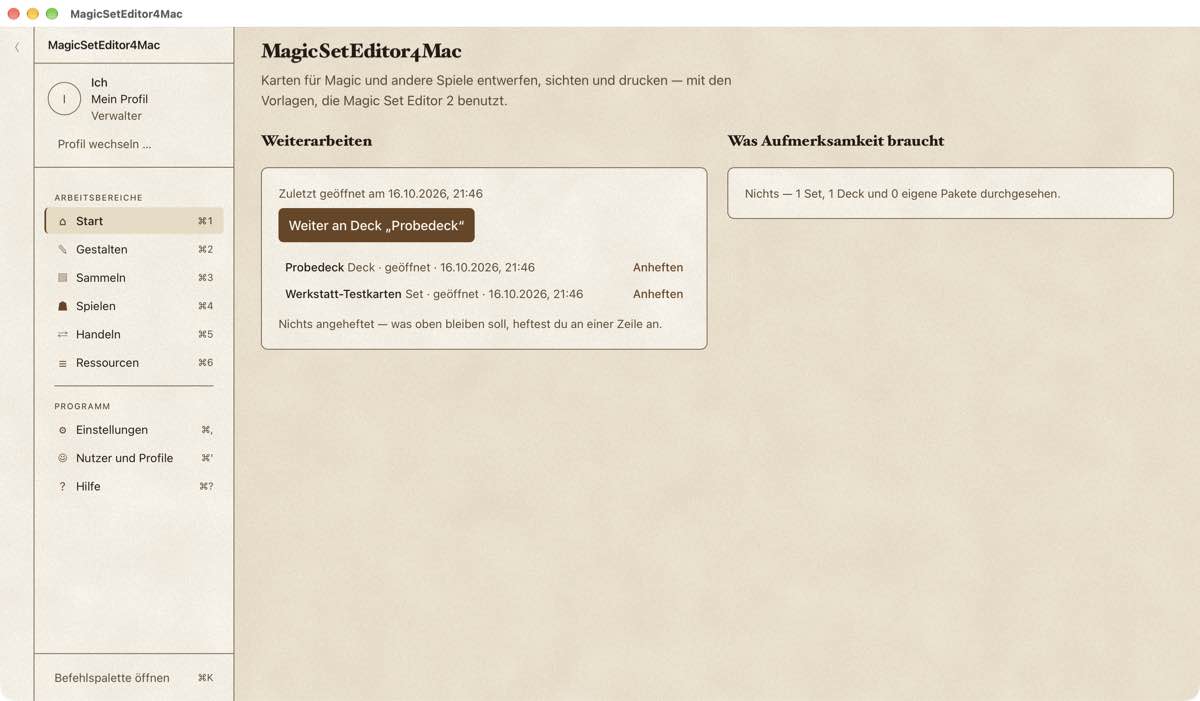 MagicSetEditor4Mac
MagicSetEditor4Mac
I
Ich
Mein Profil
Verwalter
Profil wechseln ...
ARBEITSBEREICHE
Start ⌘1
Gestalten ⌘2
Sammeln ⌘3
Spielen ⌘4
Handeln ⌘5
Ressourcen ⌘6
PROGRAMM
Einstellungen ⌘,
Nutzer und Profile ⌘'
? Hilfe ⌘?
Befehlspalette öffnen ⌘K
MagicSetEditor4Mac
Karten für Magic und andere Spiele entwerfen, sichten und drucken — mit den
Vorlagen, die Magic Set Editor 2 benutzt.
Weiterarbeiten
Zuletzt geöffnet am 16.10.2026, 21:46
Weiter an Deck „Probedeck“
Probedeck Deck · geöffnet · 16.10.2026, 21:46 Anheften
Werkstatt-Testkarten Set · geöffnet · 16.10.2026, 21:46 Anheften
Nichts angeheftet — was oben bleiben soll, heftest du an einer Zeile an.
Was Aufmerksamkeit braucht
Nichts — 1 Set, 1 Deck und 0 eigene Pakete durchgesehen.